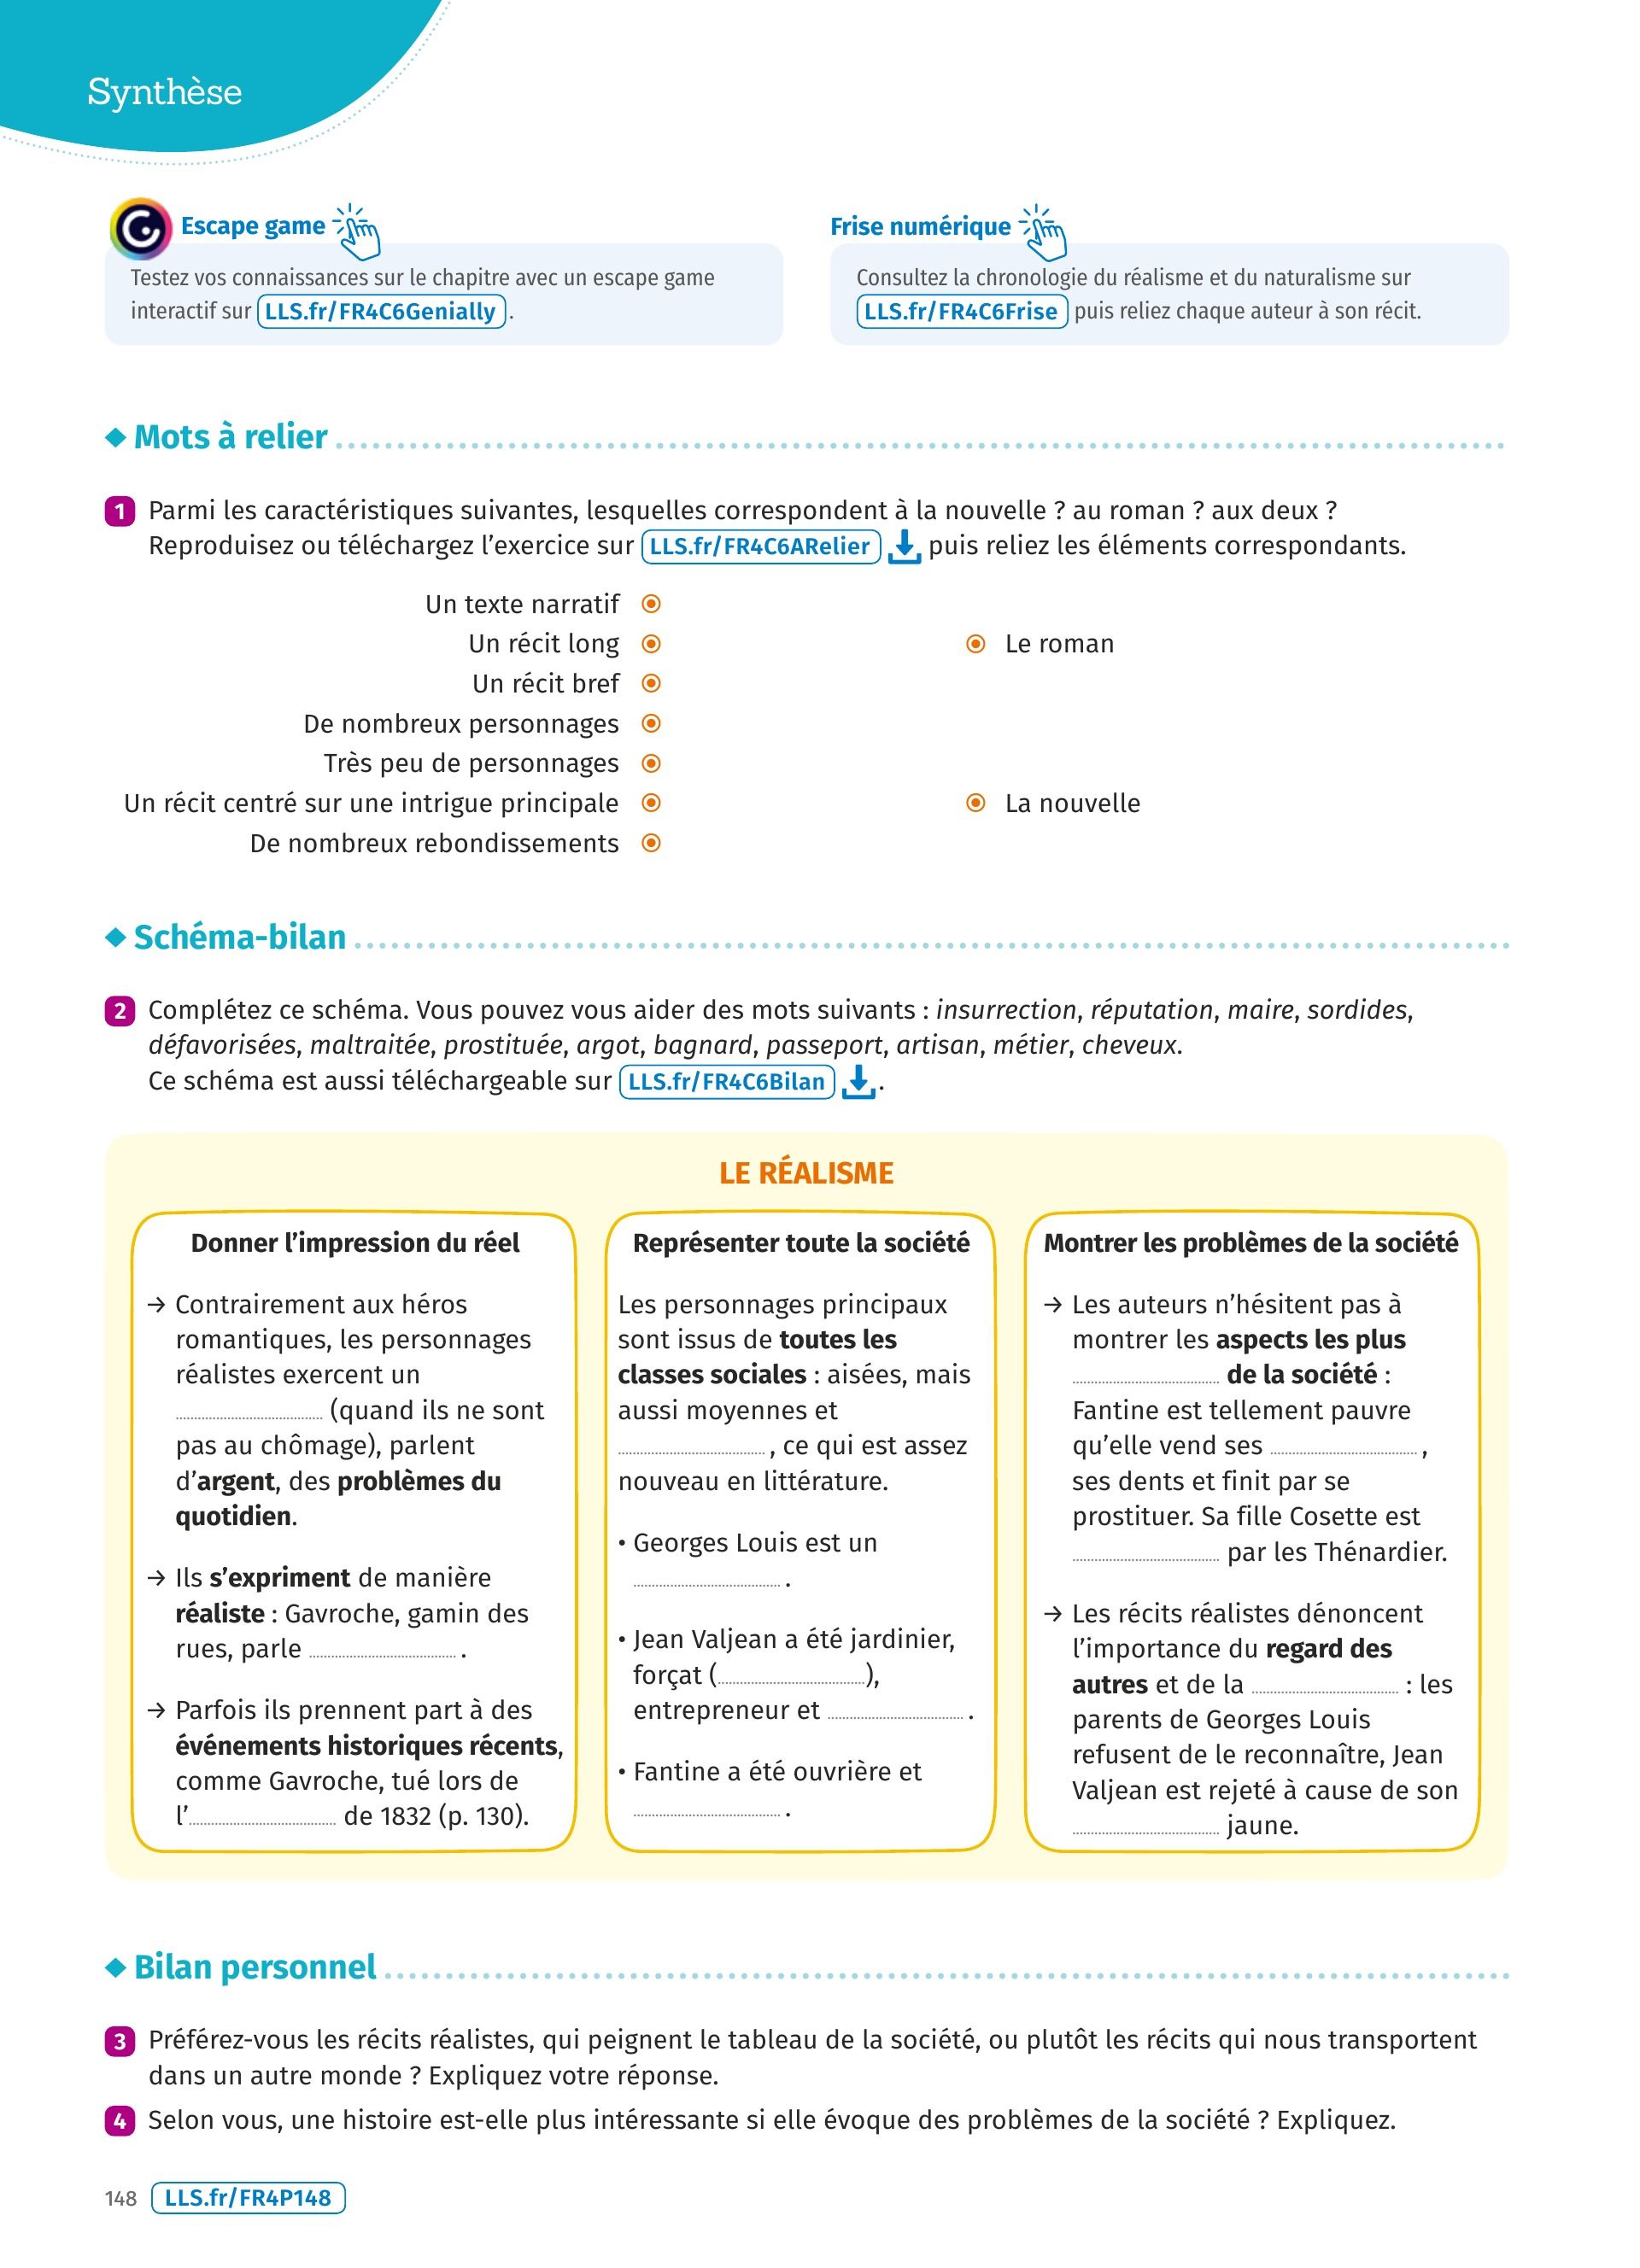 Synthèse
Escape game
Testez vos connaissances sur le chapitre avec un escape game
interactif sur LLS.fr/FR4C6Genially.
Frise numérique
Consultez la chronologie du réalisme et du naturalisme sur
LLS.fr/FR4C6Frise puis reliez chaque auteur à son récit.
Mots à relier
1 Parmi les caractéristiques suivantes, lesquelles correspondent à la nouvelle ? au roman ? aux deux ?
Reproduisez ou téléchargez l’exercice sur LLS.fr/FR4C6ARelier puis reliez les éléments correspondants.
Un texte narratif
Un récit long
Un récit bref
De nombreux personnages
Très peu de personnages
Un récit centré sur une intrigue principale
De nombreux rebondissements
Le roman
La nouvelle
Schéma-bilan
2 Complétez ce schéma. Vous pouvez vous aider des mots suivants : insurrection, réputation, maire, sordides,
défavorisées, maltraitée, prostituée, argot, bagnard, passeport, artisan, métier, cheveux.
Ce schéma est aussi téléchargeable sur LLS.fr/FR4C6Bilan.
LE RÉALISME
Donner l’impression du réel
→ Contrairement aux héros
romantiques, les personnages
réalistes exercent un
.................... (quand ils ne sont
pas au chômage), parlent
d’argent, des problèmes du
quotidien.
→ Ils s’expriment de manière
réaliste : Gavroche, gamin des
rues, parle .................... .
→ Parfois ils prennent part à des
événements historiques récents,
comme Gavroche, tué lors de
l’.................... de 1832 (p. 130).
Représenter toute la société
Les personnages principaux
sont issus de toutes les
classes sociales : aisées, mais
aussi moyennes et
.................... , ce qui est assez
nouveau en littérature.
• Georges Louis est un
.................... .
• Jean Valjean a été jardinier,
forçat (....................),
entrepreneur et .................... .
• Fantine a été ouvrière et
.................... .
Montrer les problèmes de la société
→ Les auteurs n’hésitent pas à
montrer les aspects les plus
.................... de la société :
Fantine est tellement pauvre
qu’elle vend ses .................... ,
ses dents et finit par se
prostituer. Sa fille Cosette est
.................... par les Thénardier.
→ Les récits réalistes dénoncent
l’importance du regard des
autres et de la .................... : les
parents de Georges Louis
refusent de le reconnaître, Jean
Valjean est rejeté à cause de son
.................... jaune.
Bilan personnel
3 Préférez-vous les récits réalistes, qui peignent le tableau de la société, ou plutôt les récits qui nous transportent
dans un autre monde ? Expliquez votre réponse.
4 Selon vous, une histoire est-elle plus intéressante si elle évoque des problèmes de la société ? Expliquez.
148 LLS.fr/FR4P148